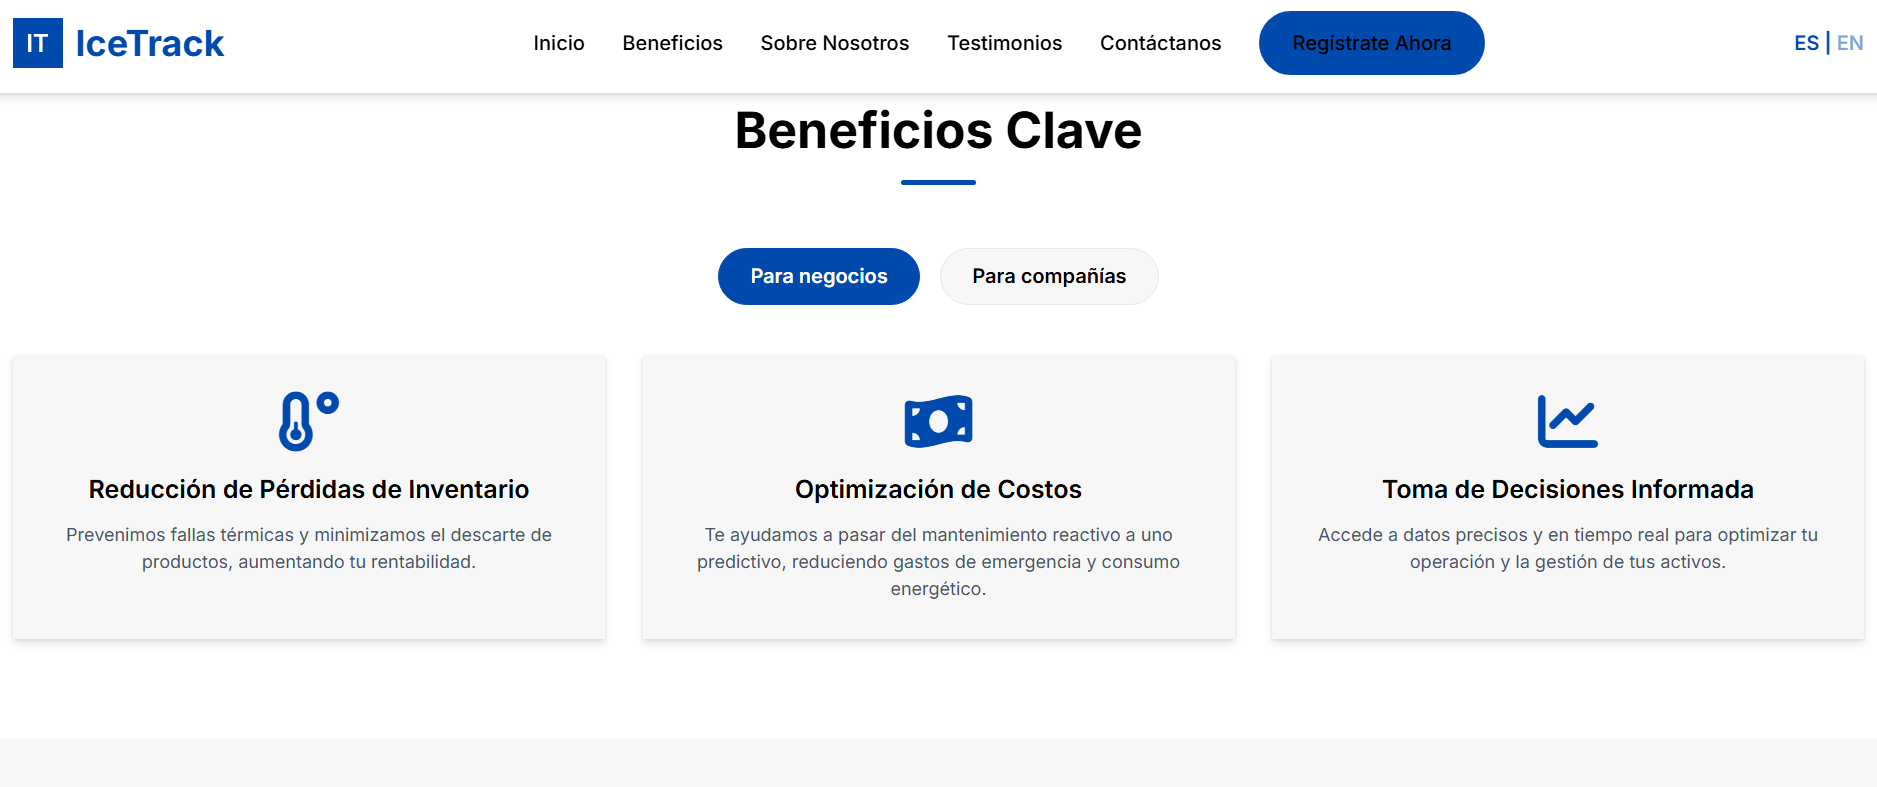 IT IceTrack
Inicio Beneficios Sobre Nosotros Testimonios Contáctanos Regístrate Ahora ES | EN
Beneficios Clave
Para negocios Para compañías
Reducción de Pérdidas de Inventario
Prevenimos fallas térmicas y minimizamos el descarte de
productos, aumentando tu rentabilidad.
Optimización de Costos
Te ayudamos a pasar del mantenimiento reactivo a uno
predictivo, reduciendo gastos de emergencia y consumo
energético.
Toma de Decisiones Informada
Accede a datos precisos y en tiempo real para optimizar tu
operación y la gestión de tus activos.